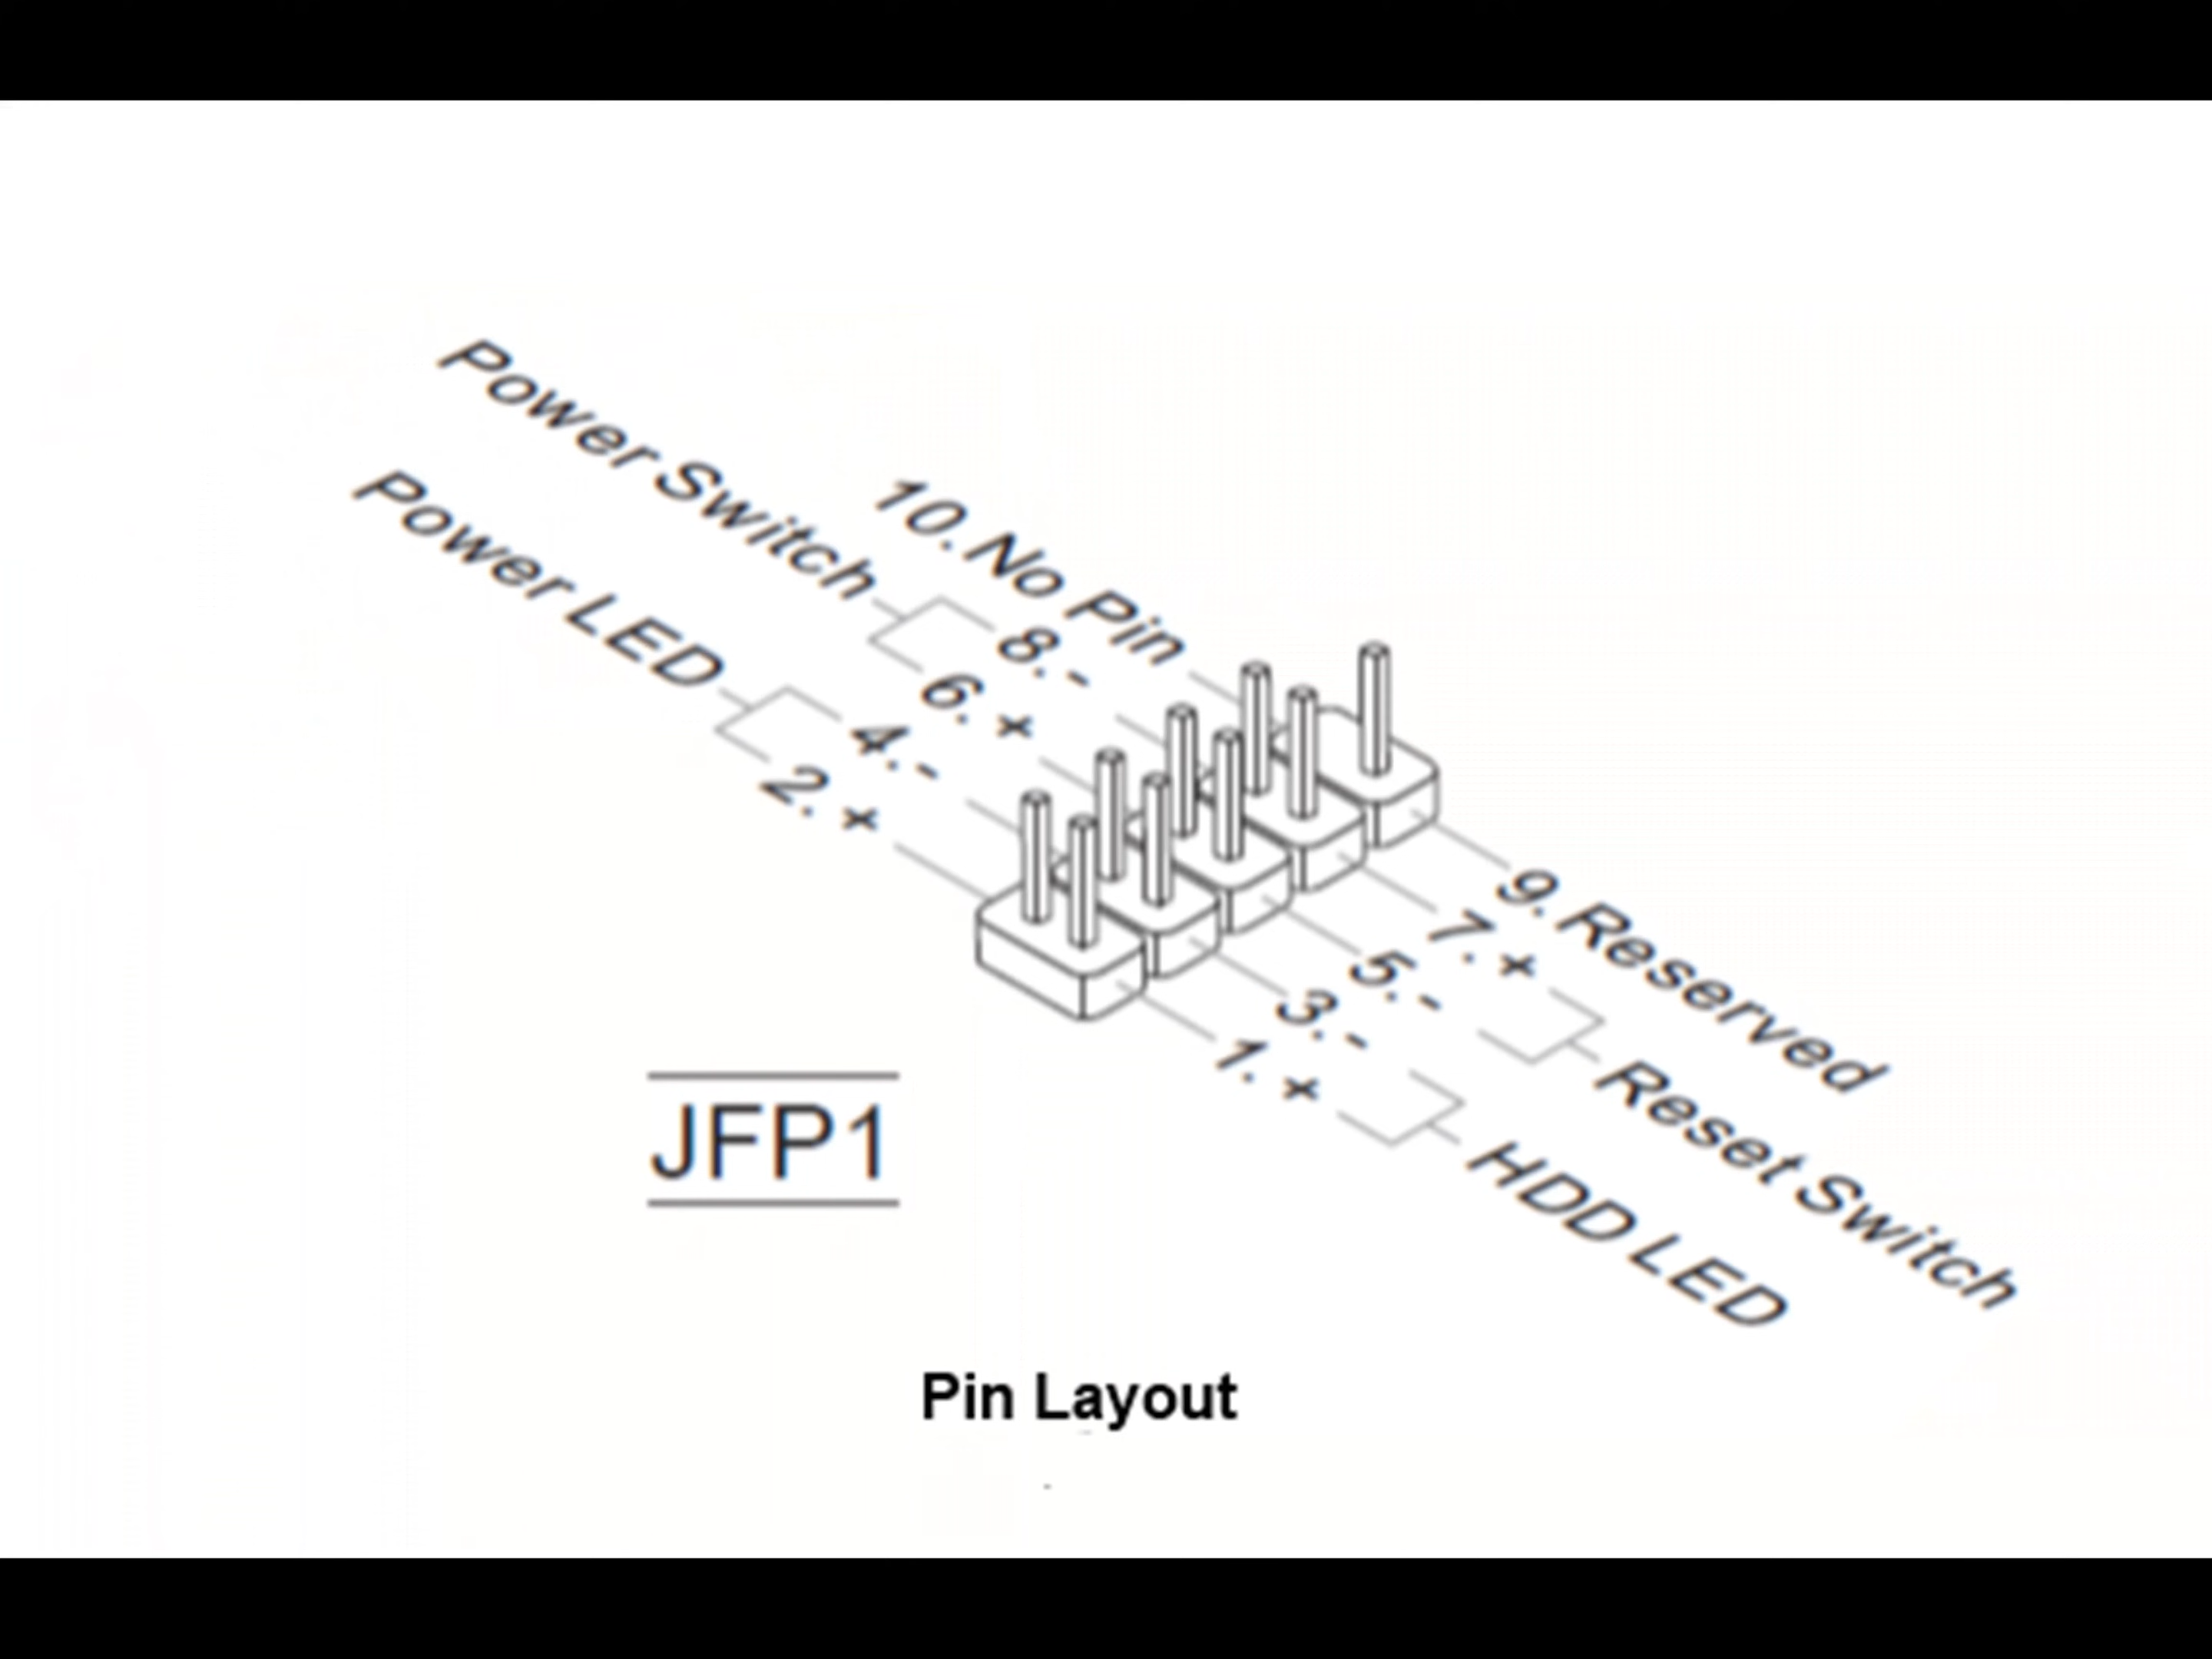 Power Switch
Power LED
10. No Pin
8. -
6. +
4. -
2. +
9. Reserved
7. +
5. -
3. -
1. +
Reset Switch
HDD LED
JFP1
Pin Layout